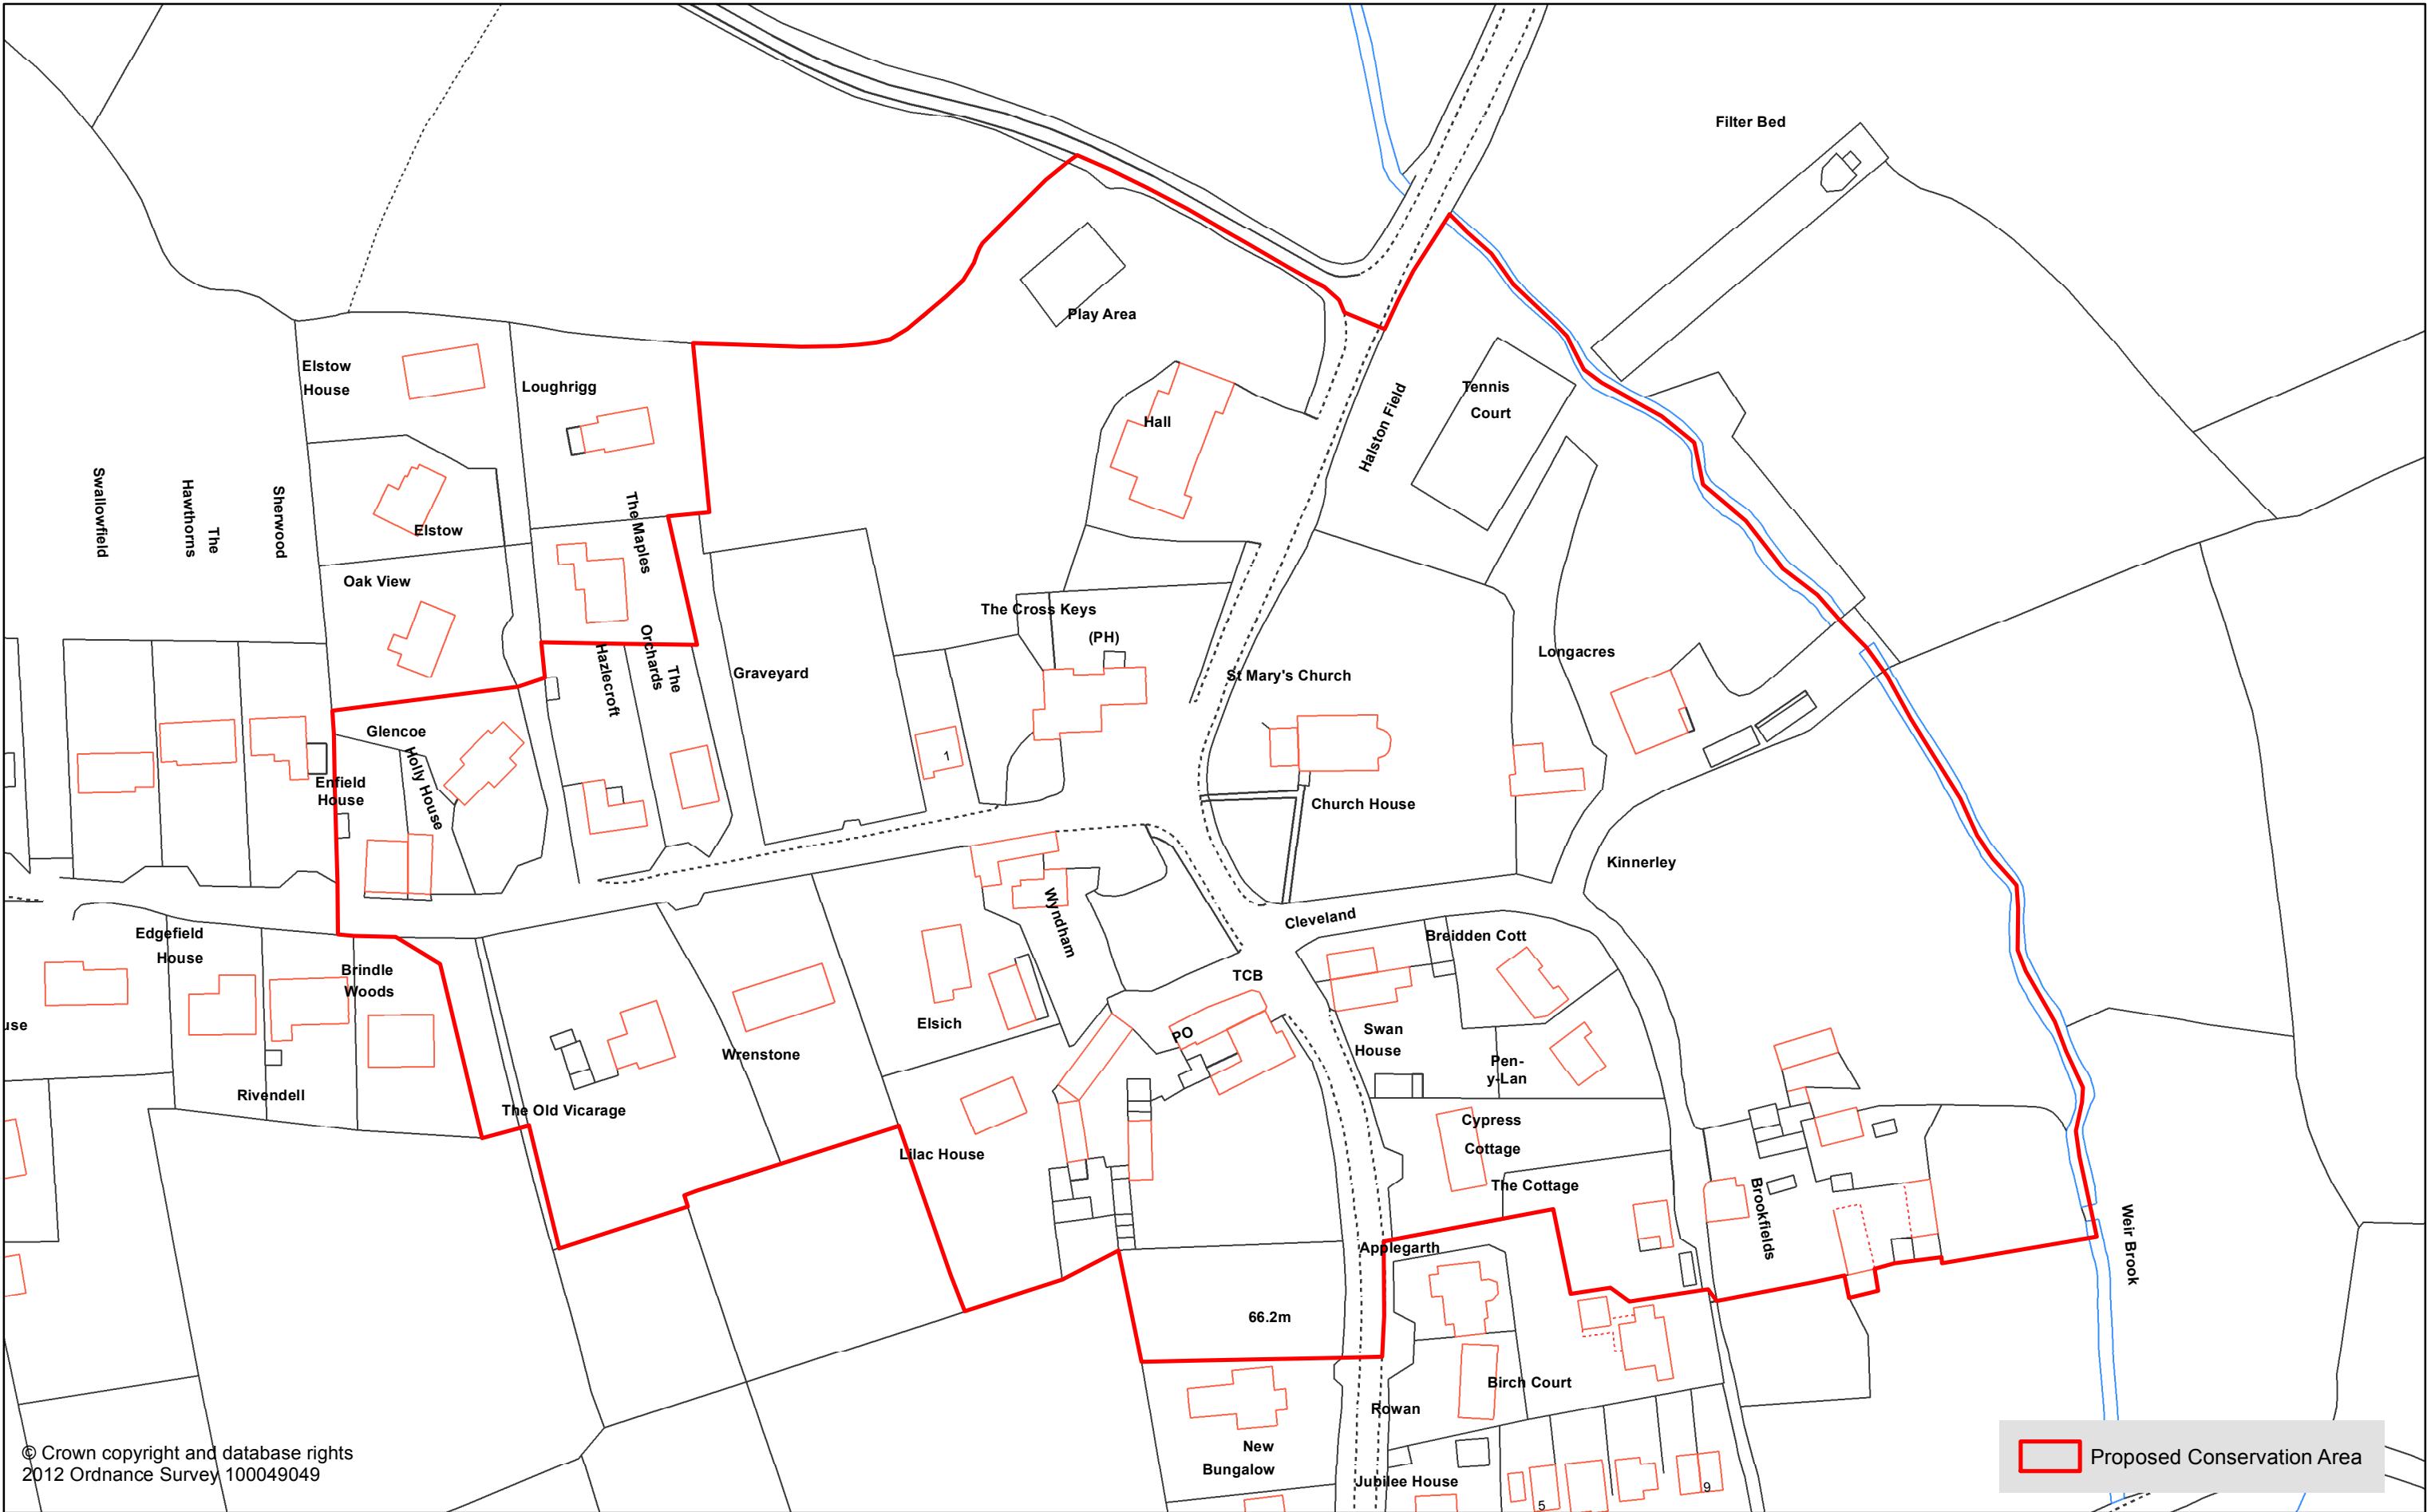 Filter Bed
Play Area
Elstow
House
Loughrigg
Tennis
Court
Halston Field
Hall
Swallowfield
The
Hawthorns
Sherwood
The Maples
Elstow
Oak View
The Cross Keys
(PH)
The
Orchards
Hazlecroft
Graveyard
St Mary's Church
Longacres
Glencoe
Holly House
Enfield
House
1
Church House
Kinnerley
Wyndham
Cleveland
Breidden Cott
Edgefield
House
Brindle
Woods
TCB
use
Elsich
PO
Swan
House
Wrenstone
Pen-
y-Lan
Rivendell
The Old Vicarage
Cypress
Cottage
Lilac House
The Cottage
Brookfields
Weir Brook
Applegarth
66.2m
Birch Court
Rowan
New
Bungalow
Jubilee House
5
9
© Crown copyright and database rights
2012 Ordnance Survey 100049049
Proposed Conservation Area